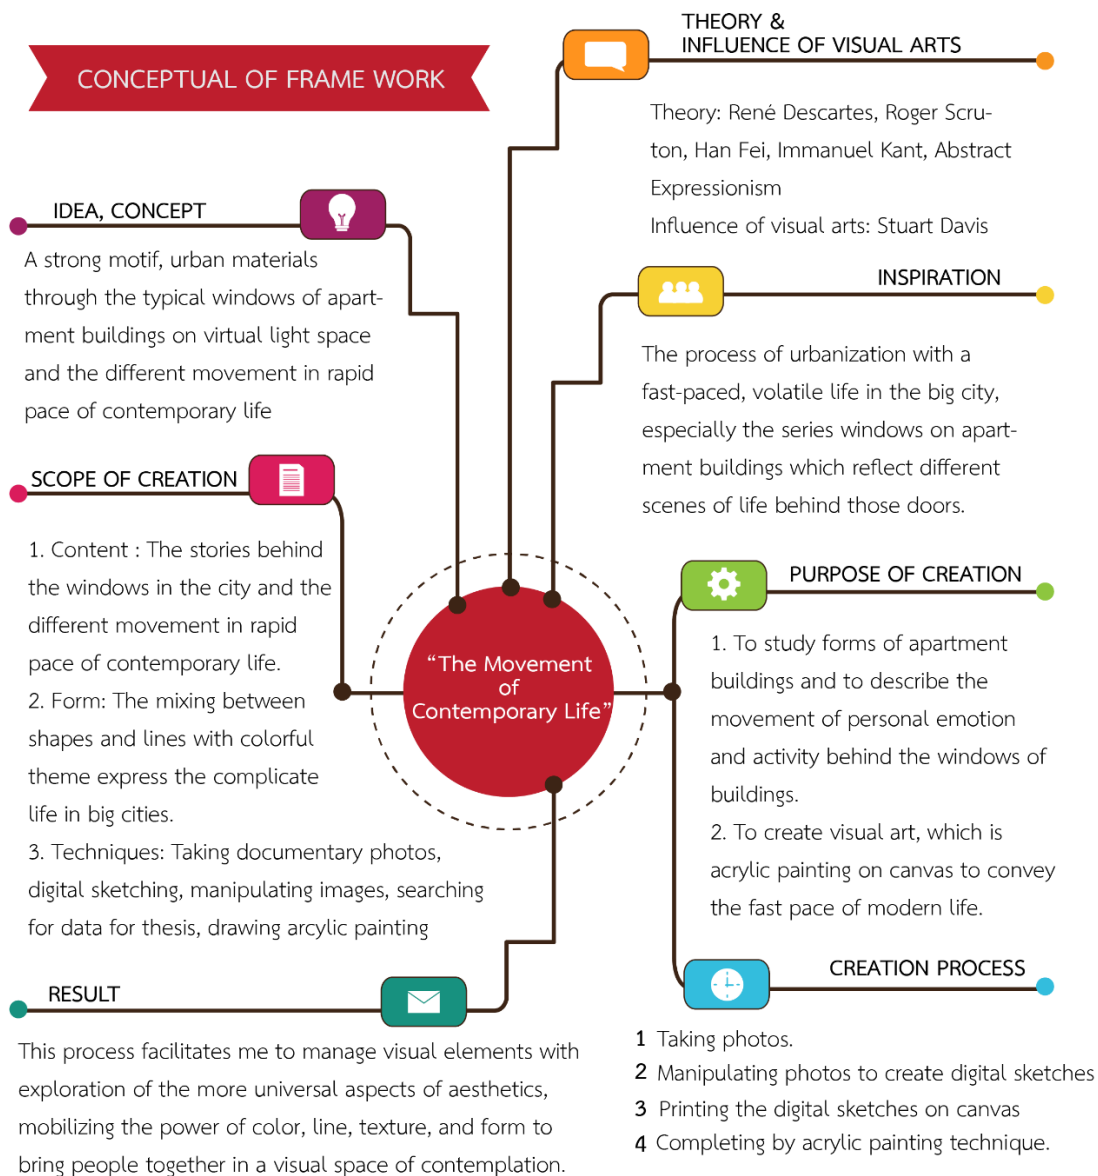 CONCEPTUAL OF FRAME WORK
THEORY &
INFLUENCE OF VISUAL ARTS
Theory: René Descartes, Roger Scru-
ton, Han Fei, Immanuel Kant, Abstract
Expressionism
Influence of visual arts: Stuart Davis
IDEA, CONCEPT
A strong motif, urban materials
through the typical windows of apart-
ment buildings on virtual light space
and the different movement in rapid
pace of contemporary life
INSPIRATION
The process of urbanization with a
fast-paced, volatile life in the big city,
especially the series windows on apart-
ment buildings which reflect different
scenes of life behind those doors.
SCOPE OF CREATION
1. Content : The stories behind
the windows in the city and the
different movement in rapid
pace of contemporary life.
2. Form: The mixing between
shapes and lines with colorful
theme express the complicate
life in big cities.
3. Techniques: Taking documentary photos,
digital sketching, manipulating images, searching
for data for thesis, drawing arcylic painting
“The Movement
of
Contemporary Life”
PURPOSE OF CREATION
1. To study forms of apartment
buildings and to describe the
movement of personal emotion
and activity behind the windows of
buildings.
2. To create visual art, which is
acrylic painting on canvas to convey
the fast pace of modern life.
RESULT
This process facilitates me to manage visual elements with
exploration of the more universal aspects of aesthetics,
mobilizing the power of color, line, texture, and form to
bring people together in a visual space of contemplation.
CREATION PROCESS
1 Taking photos.
2 Manipulating photos to create digital sketches
3 Printing the digital sketches on canvas
4 Completing by acrylic painting technique.